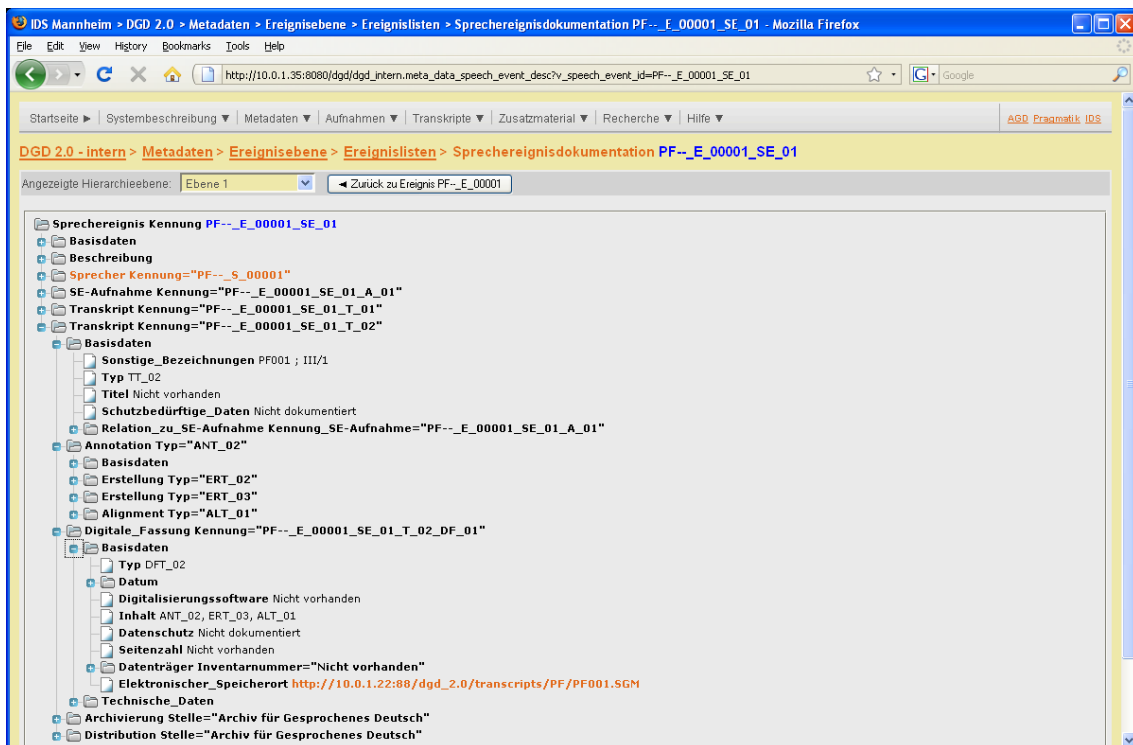 IDS Mannheim > DGD 2.0 > Metadaten > Ereignisebene > Ereignislisten > Sprechereignisdokumentation PF--_E_00001_SE_01 - Mozilla Firefox
File Edit View History Bookmarks Tools Help
http://10.0.1.35:8080/dgd/dgd_intern.meta_data_speech_event_desc?v_speech_event_id=PF--_E_00001_SE_01 G Google
Startseite ► | Systembeschreibung ▼ | Metadaten ▼ | Aufnahmen ▼ | Transkripte ▼ | Zusatzmaterial ▼ | Recherche ▼ | Hilfe ▼ AGD Pragmatik IDS
DGD 2.0 - intern > Metadaten > Ereignisebene > Ereignislisten > Sprechereignisdokumentation PF--_E_00001_SE_01
Angezeigte Hierarchieebene: Ebene 1 ◄ Zurück zu Ereignis PF--_E_00001
Sprechereignis Kennung PF--_E_00001_SE_01
Basisdaten
Beschreibung
Sprecher Kennung="PF--_S_00001"
SE-Aufnahme Kennung="PF--_E_00001_SE_01_A_01"
Transkript Kennung="PF--_E_00001_SE_01_T_01"
Transkript Kennung="PF--_E_00001_SE_01_T_02"
Basisdaten
Sonstige_Bezeichnungen PF001 ; III/1
Typ TT_02
Titel Nicht vorhanden
Schutzbedürftige_Daten Nicht dokumentiert
Relation_zu_SE-Aufnahme Kennung_SE-Aufnahme="PF--_E_00001_SE_01_A_01"
Annotation Typ="ANT_02"
Basisdaten
Erstellung Typ="ERT_02"
Erstellung Typ="ERT_03"
Alignment Typ="ALT_01"
Digitale_Fassung Kennung="PF--_E_00001_SE_01_T_02_DF_01"
Basisdaten
Typ DFT_02
Datum
Digitalisierungssoftware Nicht vorhanden
Inhalt ANT_02, ERT_03, ALT_01
Datenschutz Nicht dokumentiert
Seitenzahl Nicht vorhanden
Datenträger Inventarnummer="Nicht vorhanden"
Elektronischer_Speicherort http://10.0.1.22:88/dgd_2.0/transcripts/PF/PF001.SGM
Technische_Daten
Archivierung Stelle="Archiv für Gesprochenes Deutsch"
Distribution Stelle="Archiv für Gesprochenes Deutsch"